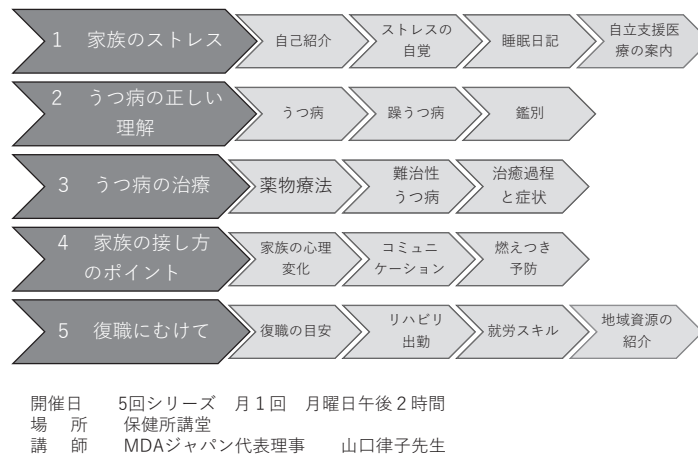 1 家族のストレス
自己紹介
ストレスの
自覚
睡眠日記
自立支援医
療の案内
2 うつ病の正しい
理解
うつ病
躁うつ病
鑑別
3 うつ病の治療
薬物療法
難治性
うつ病
治癒過程
と症状
4 家族の接し方
のポイント
家族の心理
変化
コミュニ
ケーション
燃えつき
予防
5 復職にむけて
復職の目安
リハビリ
出勤
就労スキル
地域資源の
紹介
開催日 5回シリーズ 月１回 月曜日午後２時間
場 所 保健所講堂
講 師 MDAジャパン代表理事 山口律子先生